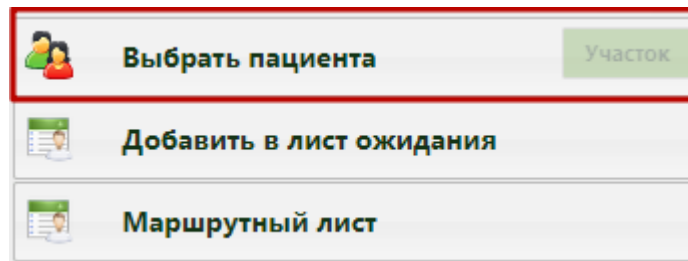 Выбрать пациента Участок
Добавить в лист ожидания
Маршрутный лист